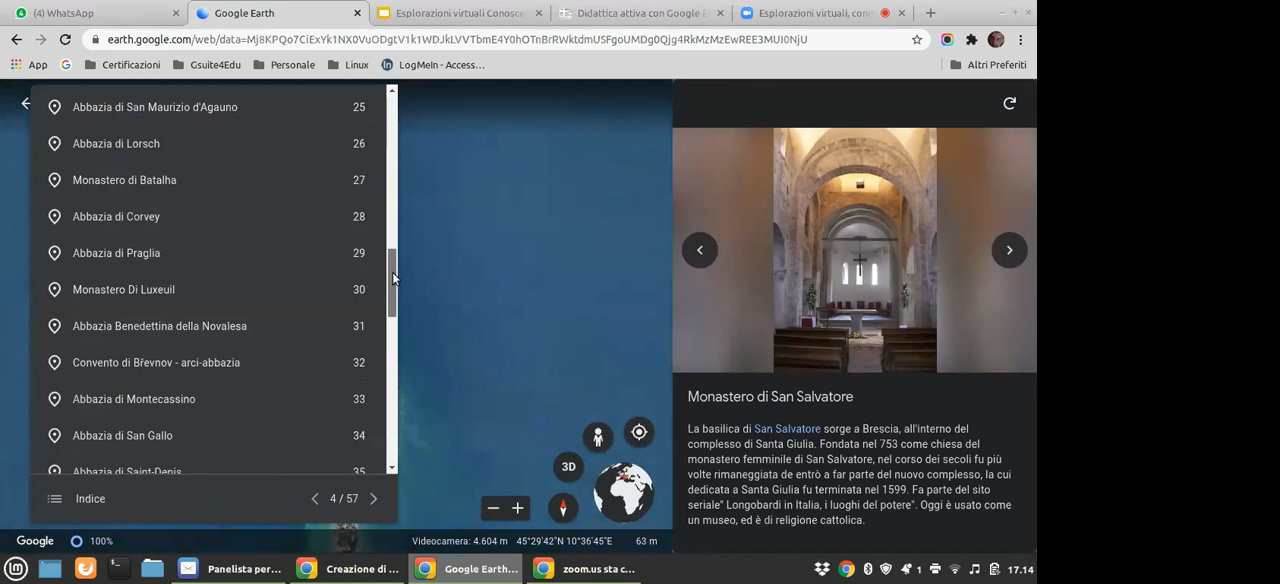 (4) WhatsApp
Google Earth
Esplorazioni virtuali Conosce
Didattica attiva con Google E
Esplorazioni virtuali, con
earth.google.com/web/data=Mj8KPQo7CiExYk1NX0VuODgtV1k1WDJkLVVTbmE4Y0hOTnBrRWktdmUSFgoUMDg0Qjg4RkMzMzEwREE3MUI0NjU
App
Certificazioni
Gsuite4Edu
Personale
Linux
LogMeIn - Access...
Altri Preferiti
Abbazia di San Maurizio d'Agauno 25
Abbazia di Lorsch 26
Monastero di Batalha 27
Abbazia di Corvey 28
Abbazia di Praglia 29
Monastero Di Luxeuil 30
Abbazia Benedettina della Novalesa 31
Convento di Břevnov - arci-abbazia 32
Abbazia di Montecassino 33
Abbazia di San Gallo 34
Abbazia di Saint-Denis 35
Indice 4 / 57
3D
Monastero di San Salvatore
La basilica di San Salvatore sorge a Brescia, all'interno del
complesso di Santa Giulia. Fondata nel 753 come chiesa del
monastero femminile di San Salvatore, nel corso dei secoli fu più
volte rimaneggiata de entrò a far parte del nuovo complesso, la cui
dedicata a Santa Giulia fu terminata nel 1599. Fa parte del sito
seriale" Longobardi in Italia, i luoghi del potere". Oggi è usato come
un museo, ed è di religione cattolica.
Google 100% Videocamera: 4.604 m 45°29'42"N 10°36'45"E 63 m
Panelista per...
Creazione di ...
Google Earth...
zoom.us sta c...
1
17.14